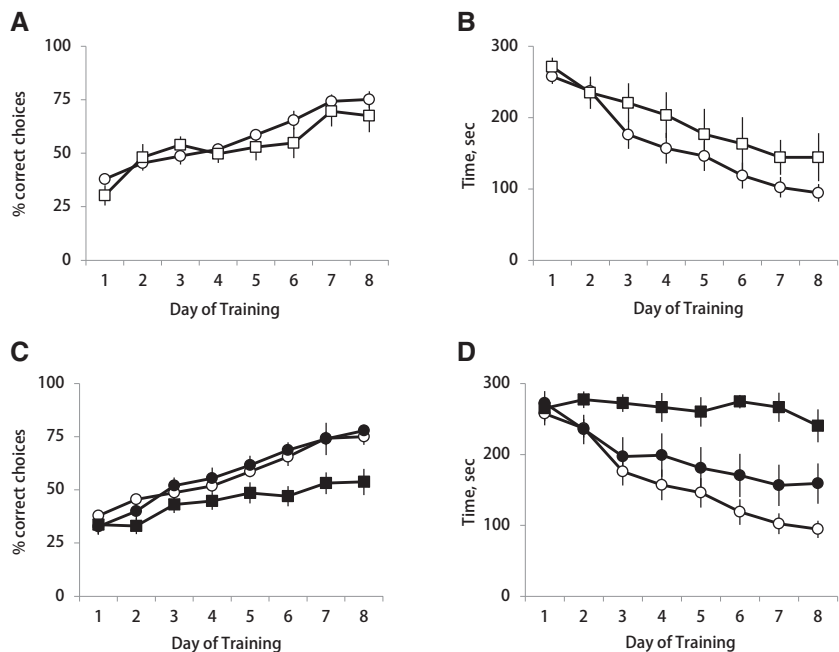 A
100
75
50
25
0
% correct choices
1 2 3 4 5 6 7 8
Day of Training
B
300
200
100
0
Time, sec
1 2 3 4 5 6 7 8
Day of Training
C
100
75
50
25
0
% correct choices
1 2 3 4 5 6 7 8
Day of Training
D
300
200
100
0
Time, sec
1 2 3 4 5 6 7 8
Day of Training